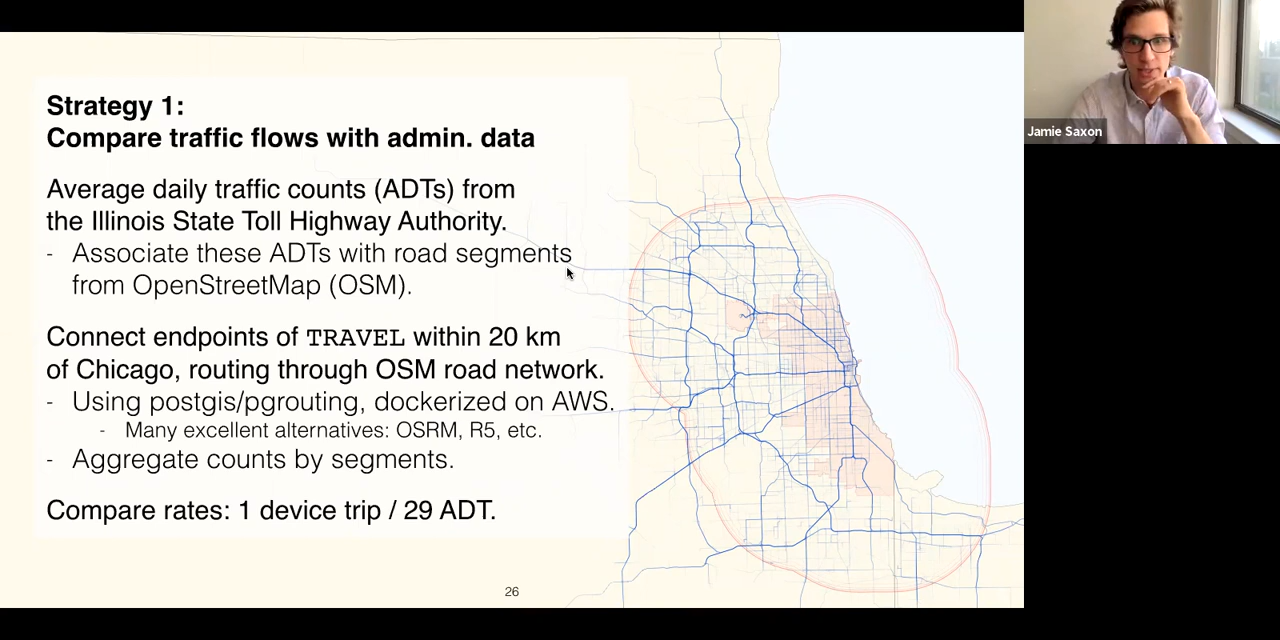 Strategy 1:
Compare traffic flows with admin. data
Average daily traffic counts (ADTs) from
the Illinois State Toll Highway Authority.
- Associate these ADTs with road segments
from OpenStreetMap (OSM).
Connect endpoints of TRAVEL within 20 km
of Chicago, routing through OSM road network.
- Using postgis/pgrouting, dockerized on AWS.
- Many excellent alternatives: OSRM, R5, etc.
- Aggregate counts by segments.
Compare rates: 1 device trip / 29 ADT.
26
Jamie Saxon